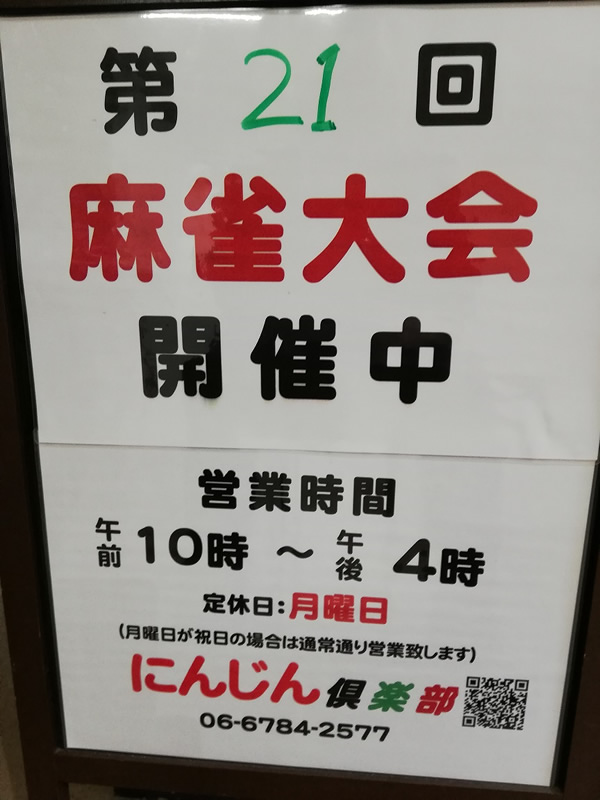 第 21 回
麻雀大会
開催中
営業時間
午前 10時 ～ 午後 4時
定休日:月曜日
(月曜日が祝日の場合は通常通り営業致します)
にんじん倶楽部
06-6784-2577